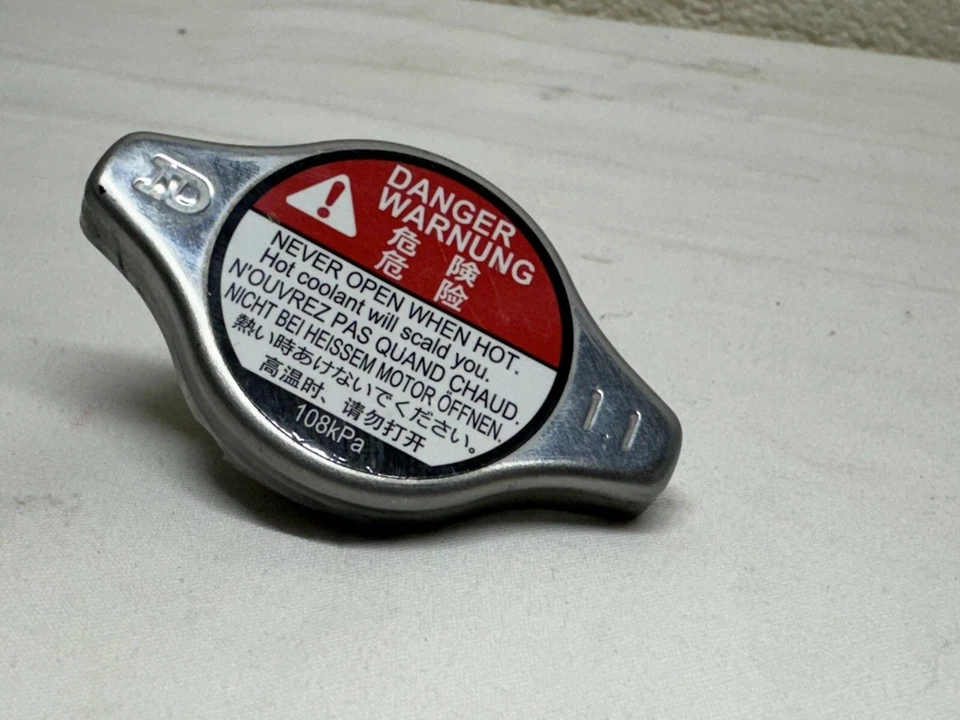 ND
DANGER
WARNUNG
危険
危险
NEVER OPEN WHEN HOT.
Hot coolant will scald you.
N'OUVREZ PAS QUAND CHAUD.
NICHT BEI HEISSEM MOTOR ÖFFNEN.
熱い時あけないでください。
高温时、请勿打开
108kPa
1.1